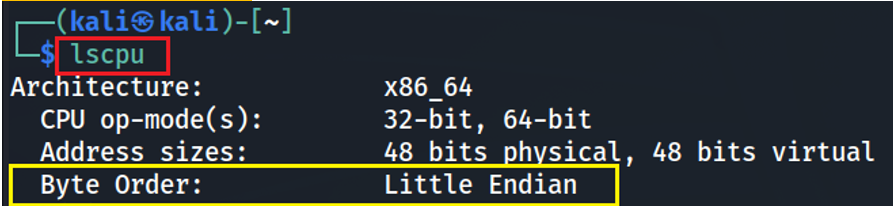 ┌──(kali㉿kali)-[~]
└─$ lscpu
Architecture: x86_64
CPU op-mode(s): 32-bit, 64-bit
Address sizes: 48 bits physical, 48 bits virtual
Byte Order: Little Endian